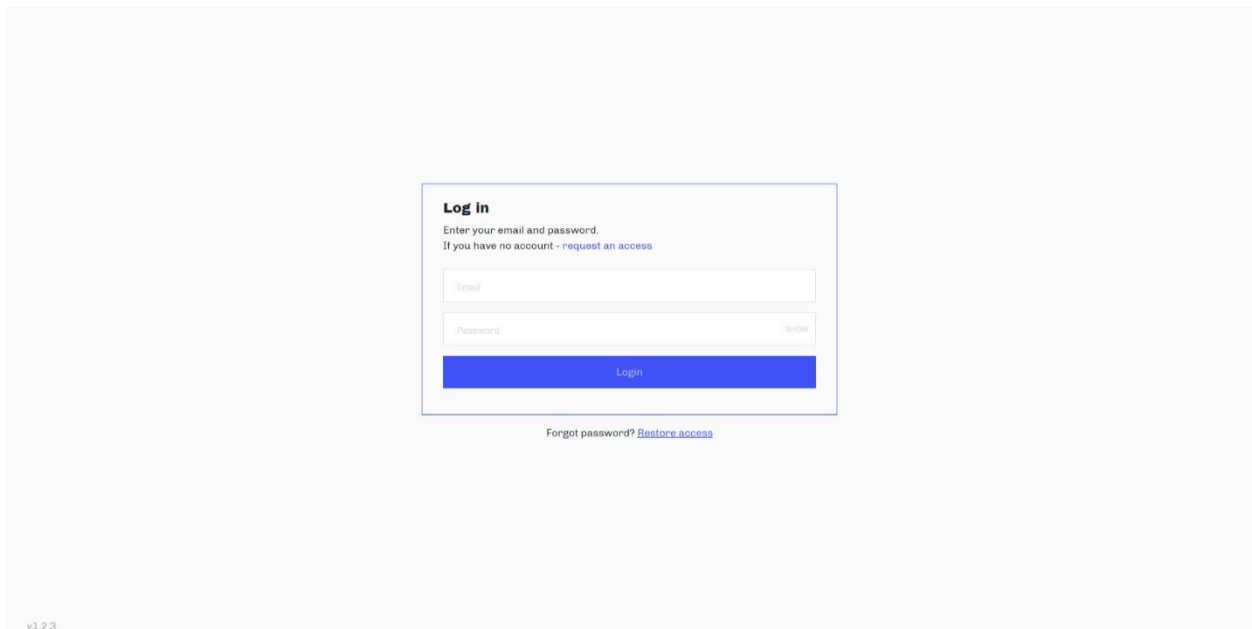 Log in
Enter your email and password.
If you have no account - request an access
Email
Password SHOW
Login
Forgot password? Restore access
v1.2.3